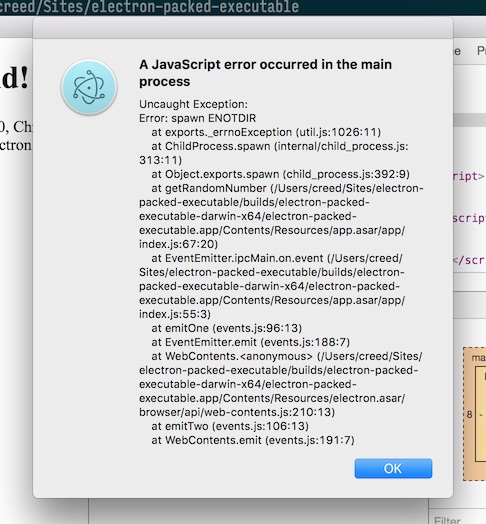 creed/Sites/electron-packed-executable
A JavaScript error occurred in the main
process
Uncaught Exception:
Error: spawn ENOTDIR
at exports._errnoException (util.js:1026:11)
at ChildProcess.spawn (internal/child_process.js:
313:11)
at Object.exports.spawn (child_process.js:392:9)
at getRandomNumber (/Users/creed/Sites/electron-
packed-executable/builds/electron-packed-
executable-darwin-x64/electron-packed-
executable.app/Contents/Resources/app.asar/app/
index.js:67:20)
at EventEmitter.ipcMain.on.event (/Users/creed/
Sites/electron-packed-executable/builds/electron-
packed-executable-darwin-x64/electron-packed-
executable.app/Contents/Resources/app.asar/app/
index.js:55:3)
at emitOne (events.js:96:13)
at EventEmitter.emit (events.js:188:7)
at WebContents.<anonymous> (/Users/creed/Sites/
electron-packed-executable/builds/electron-packed-
executable-darwin-x64/electron-packed-
executable.app/Contents/Resources/electron.asar/
browser/api/web-contents.js:210:13)
at emitTwo (events.js:106:13)
at WebContents.emit (events.js:191:7)
OK
d!
0, Ch
ctron
e
P
cript>
script
</scri
ma
8 -
Filter